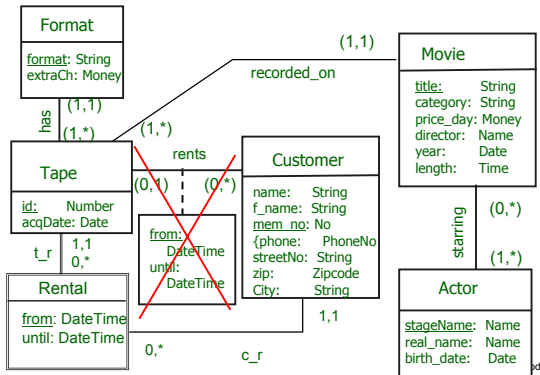 Format
format: String
extraCh: Money
(1,1)
has
(1,*)
Tape
id: Number
acqDate: Date
t_r
1,1
0,*
Rental
from: DateTime
until: DateTime
0,*
c_r
1,1
(1,*)
recorded_on
(1,1)
rents
(0,1)
(0,*)
from:
DateTime
until:
DateTime
Customer
name: String
f_name: String
mem_no: No
{phone: PhoneNo
streetNo: String
zip: Zipcode
City: String
Movie
title: String
category: String
price_day: Money
director: Name
year: Date
length: Time
(0,*)
starring
(1,*)
Actor
stageName: Name
real_name: Name
birth_date: Date